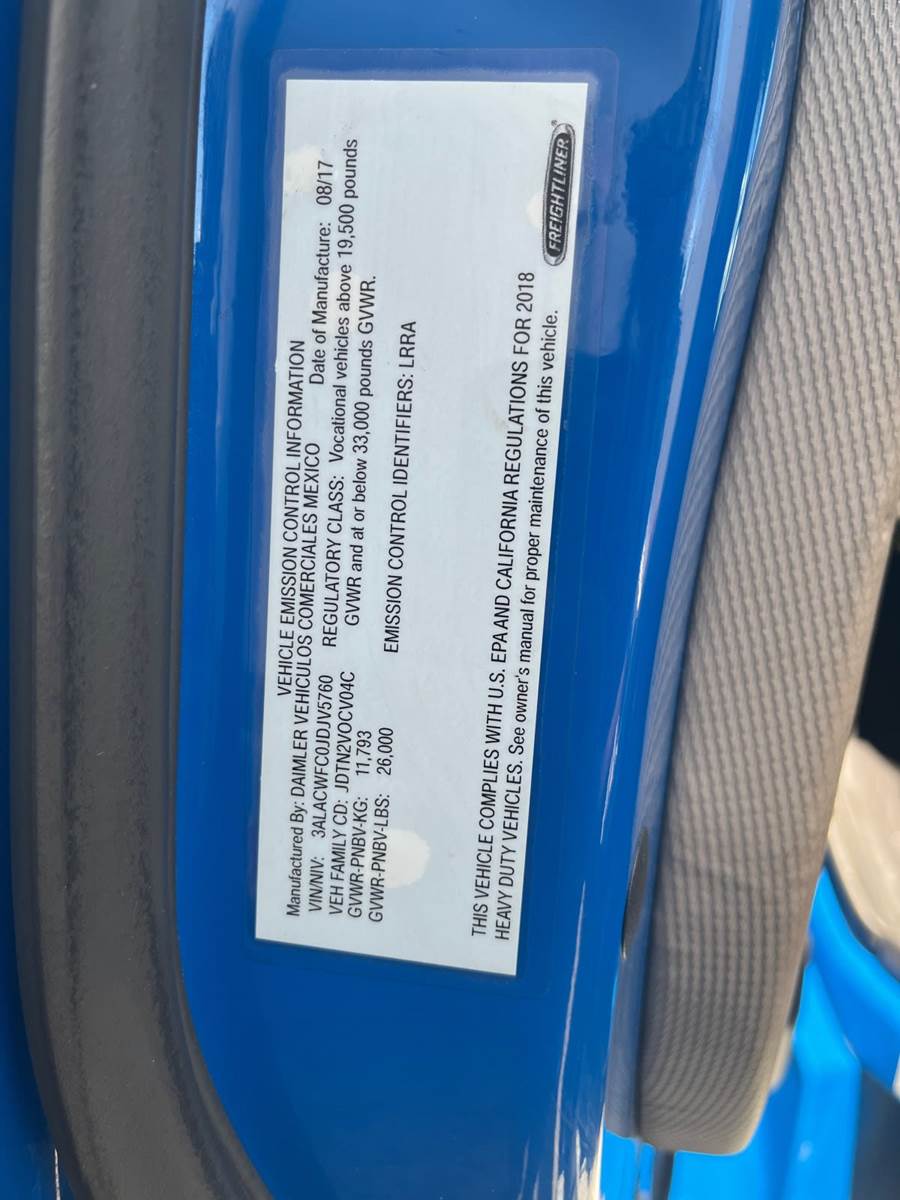 VEHICLE EMISSION CONTROL INFORMATION
Manufactured By: DAIMLER VEHICULOS COMERCIALES MEXICO Date of Manufacture: 08/17
VIN/NIV: 3ALACWFC0JDJV5760 REGULATORY CLASS: Vocational vehicles above 19,500 pounds
VEH FAMILY CD: JDTN2VOCV04C GVWR and at or below 33,000 pounds GVWR.
GVWR-PNBV-KG: 11,793
GVWR-PNBV-LBS: 26,000 EMISSION CONTROL IDENTIFIERS: LRRA
THIS VEHICLE COMPLIES WITH U.S. EPA AND CALIFORNIA REGULATIONS FOR 2018
HEAVY DUTY VEHICLES. See owner's manual for proper maintenance of this vehicle.
FREIGHTLINER®